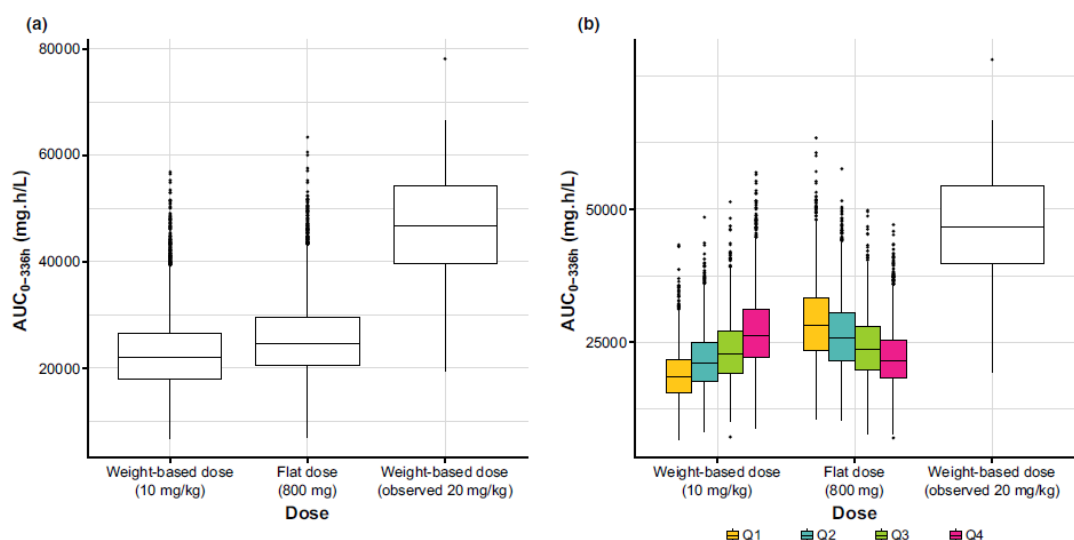 (a)
AUC0–336h (mg.h/L)
80000
60000
40000
20000
Weight-based dose
(10 mg/kg)
Flat dose
(800 mg)
Weight-based dose
(observed 20 mg/kg)
Dose
(b)
AUC0–336h (mg.h/L)
50000
25000
Weight-based dose
(10 mg/kg)
Flat dose
(800 mg)
Weight-based dose
(observed 20 mg/kg)
Dose
Q1 Q2 Q3 Q4